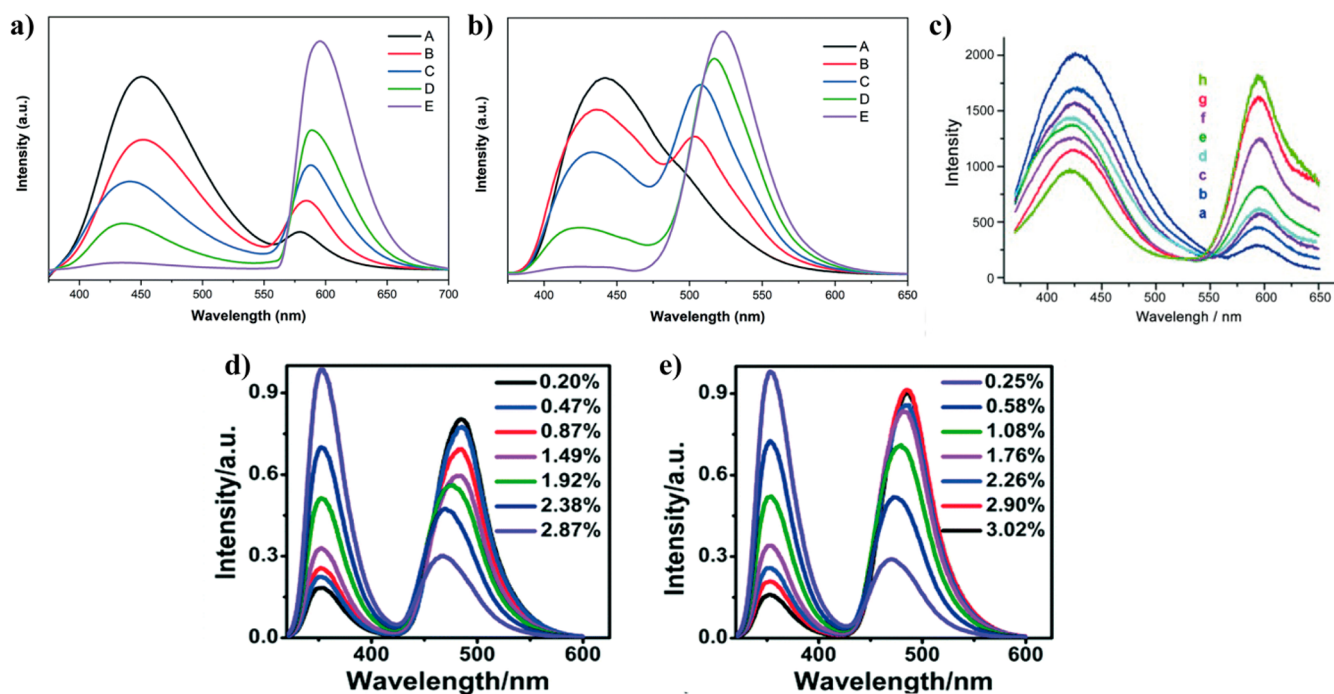 a)
Intensity (a.u.)
A
B
C
D
E
400 450 500 550 600 650 700
Wavelength (nm)
b)
Intensity (a.u.)
A
B
C
D
E
400 450 500 550 600 650
Wavelength (nm)
c)
Intensity
2000
1750
1500
1250
1000
750
500
250
0
h
g
f
e
d
c
b
a
400 450 500 550 600 650
Wavelengh / nm
d)
Intensity/a.u.
0.9
0.6
0.3
0.0
0.20%
0.47%
0.87%
1.49%
1.92%
2.38%
2.87%
400 500 600
Wavelength/nm
e)
Intensity/a.u.
0.9
0.6
0.3
0.0
0.25%
0.58%
1.08%
1.76%
2.26%
2.90%
3.02%
400 500 600
Wavelength/nm